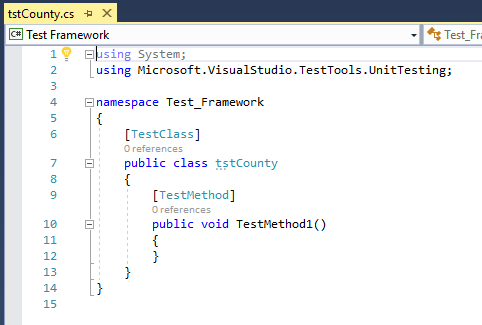 tstCounty.cs
C# Test Framework
Test_Fra
1 using System;
2 using Microsoft.VisualStudio.TestTools.UnitTesting;
3
4 namespace Test_Framework
5 {
6 [TestClass]
0 references
7 public class tstCounty
8 {
9 [TestMethod]
0 references
10 public void TestMethod1()
11 {
12 }
13 }
14 }
15